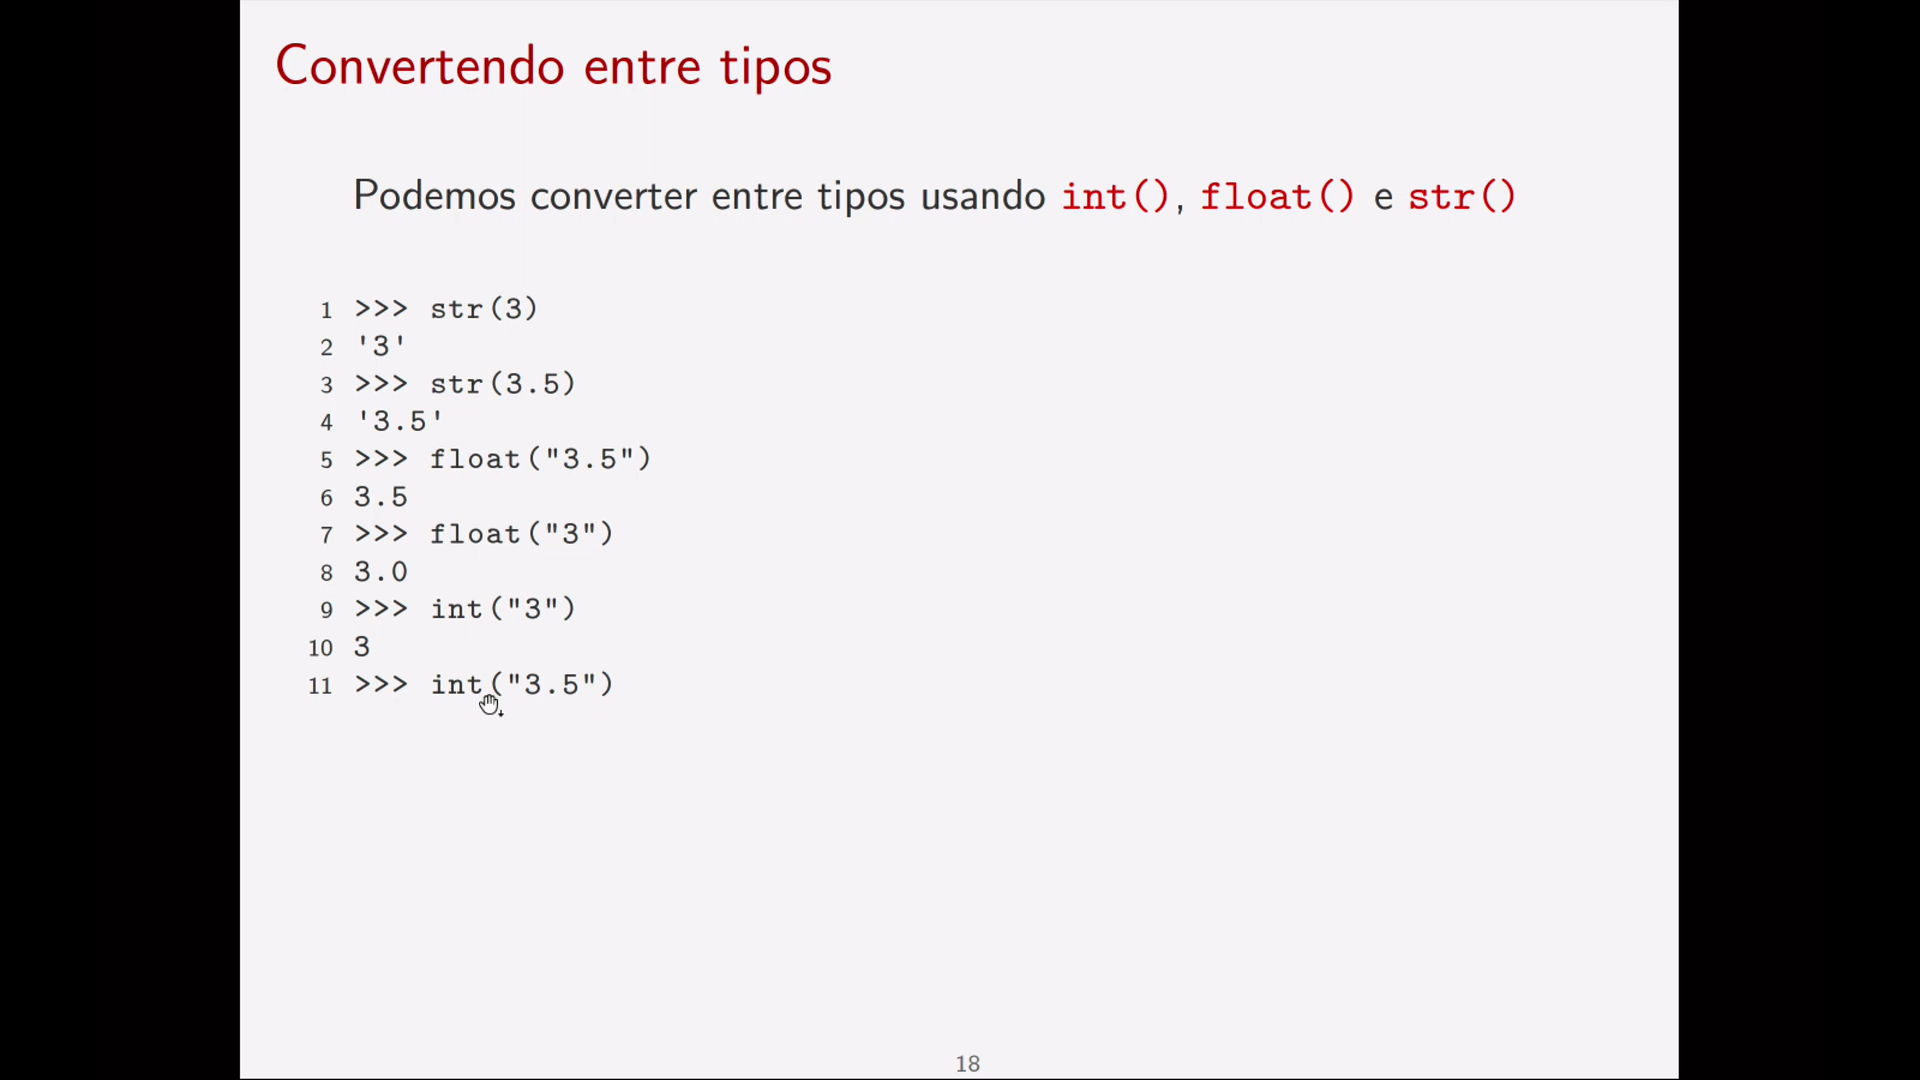 Convertendo entre tipos
Podemos converter entre tipos usando int(), float() e str()
1 >>> str(3)
2 '3'
3 >>> str(3.5)
4 '3.5'
5 >>> float("3.5")
6 3.5
7 >>> float("3")
8 3.0
9 >>> int("3")
10 3
11 >>> int("3.5")
18